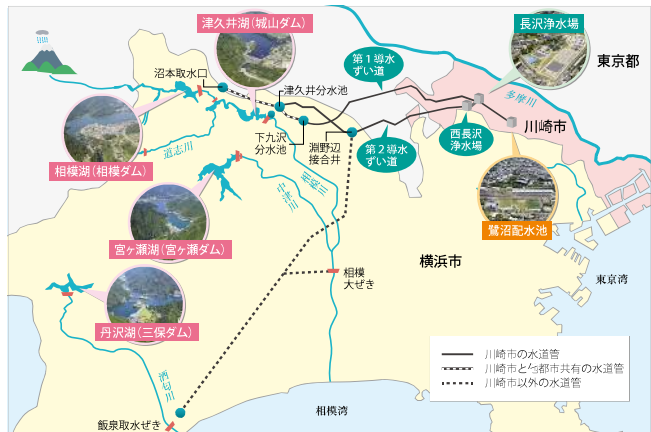 津久井湖（城山ダム）
長沢浄水場
東京都
沼本取水口
第１導水
ずい道
津久井分水池
多摩川
川崎市
下九沢
分水池
淵野辺
接合井
第２導水
ずい道
西長沢
浄水場
道志川
相模湖（相模ダム）
相模川
中津川
鷺沼配水池
宮ヶ瀬湖（宮ヶ瀬ダム）
横浜市
相模
大ぜき
東京湾
丹沢湖（三保ダム）
川崎市の水道管
川崎市と他都市共有の水道管
川崎市以外の水道管
酒匂川
相模湾
飯泉取水ぜき